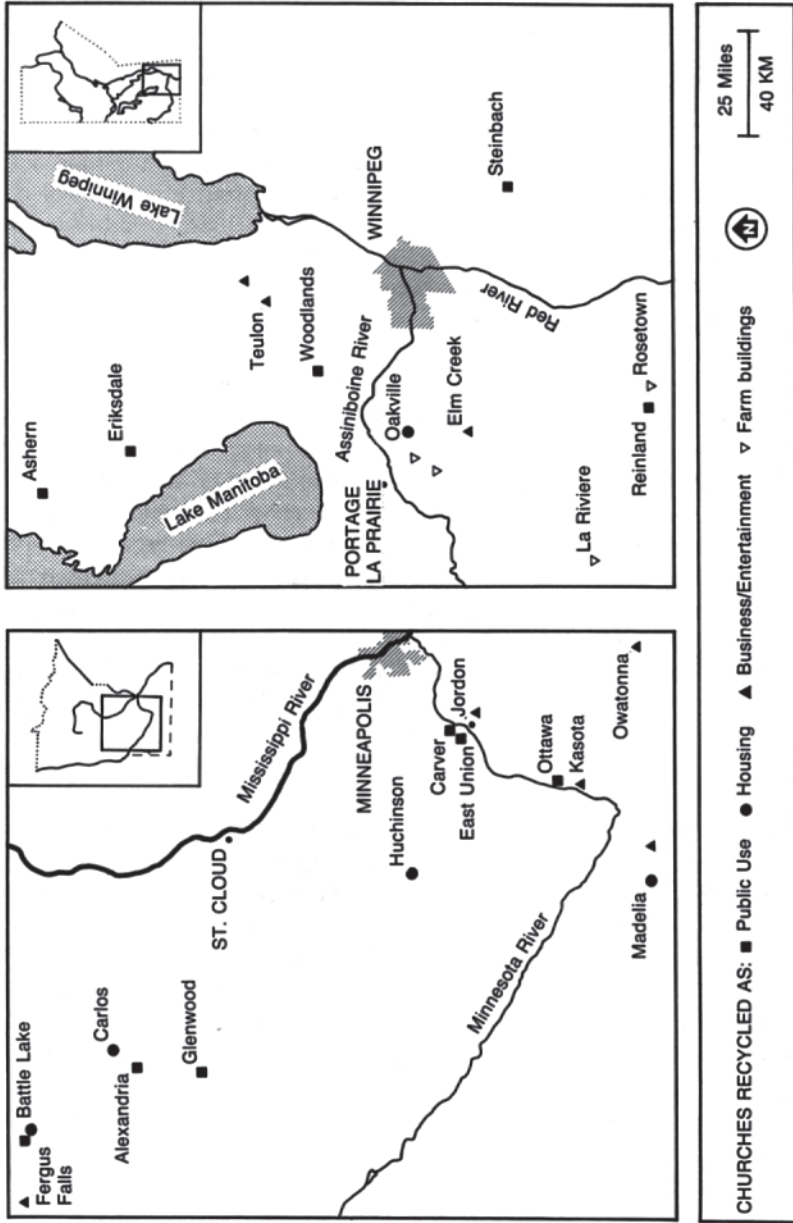 Fergus
Falls
Battle Lake
Carlos
Alexandria
Glenwood
ST. CLOUD
Mississippi River
MINNEAPOLIS
Huchinson
Carver
East Union
Jordon
Minnesota River
Ottawa
Kasota
Owatonna
Madelia
Ashern
Eriksdale
Lake Winnipeg
Lake Manitoba
Teulon
Woodlands
WINNIPEG
Assiniboine River
PORTAGE
LA PRAIRIE
Oakville
Elm Creek
Red River
Steinbach
La Riviere
Reinland
Rosetown
CHURCHES RECYCLED AS: ■ Public Use ● Housing ▲ Business/Entertainment ▽ Farm buildings
N
25 Miles
40 KM